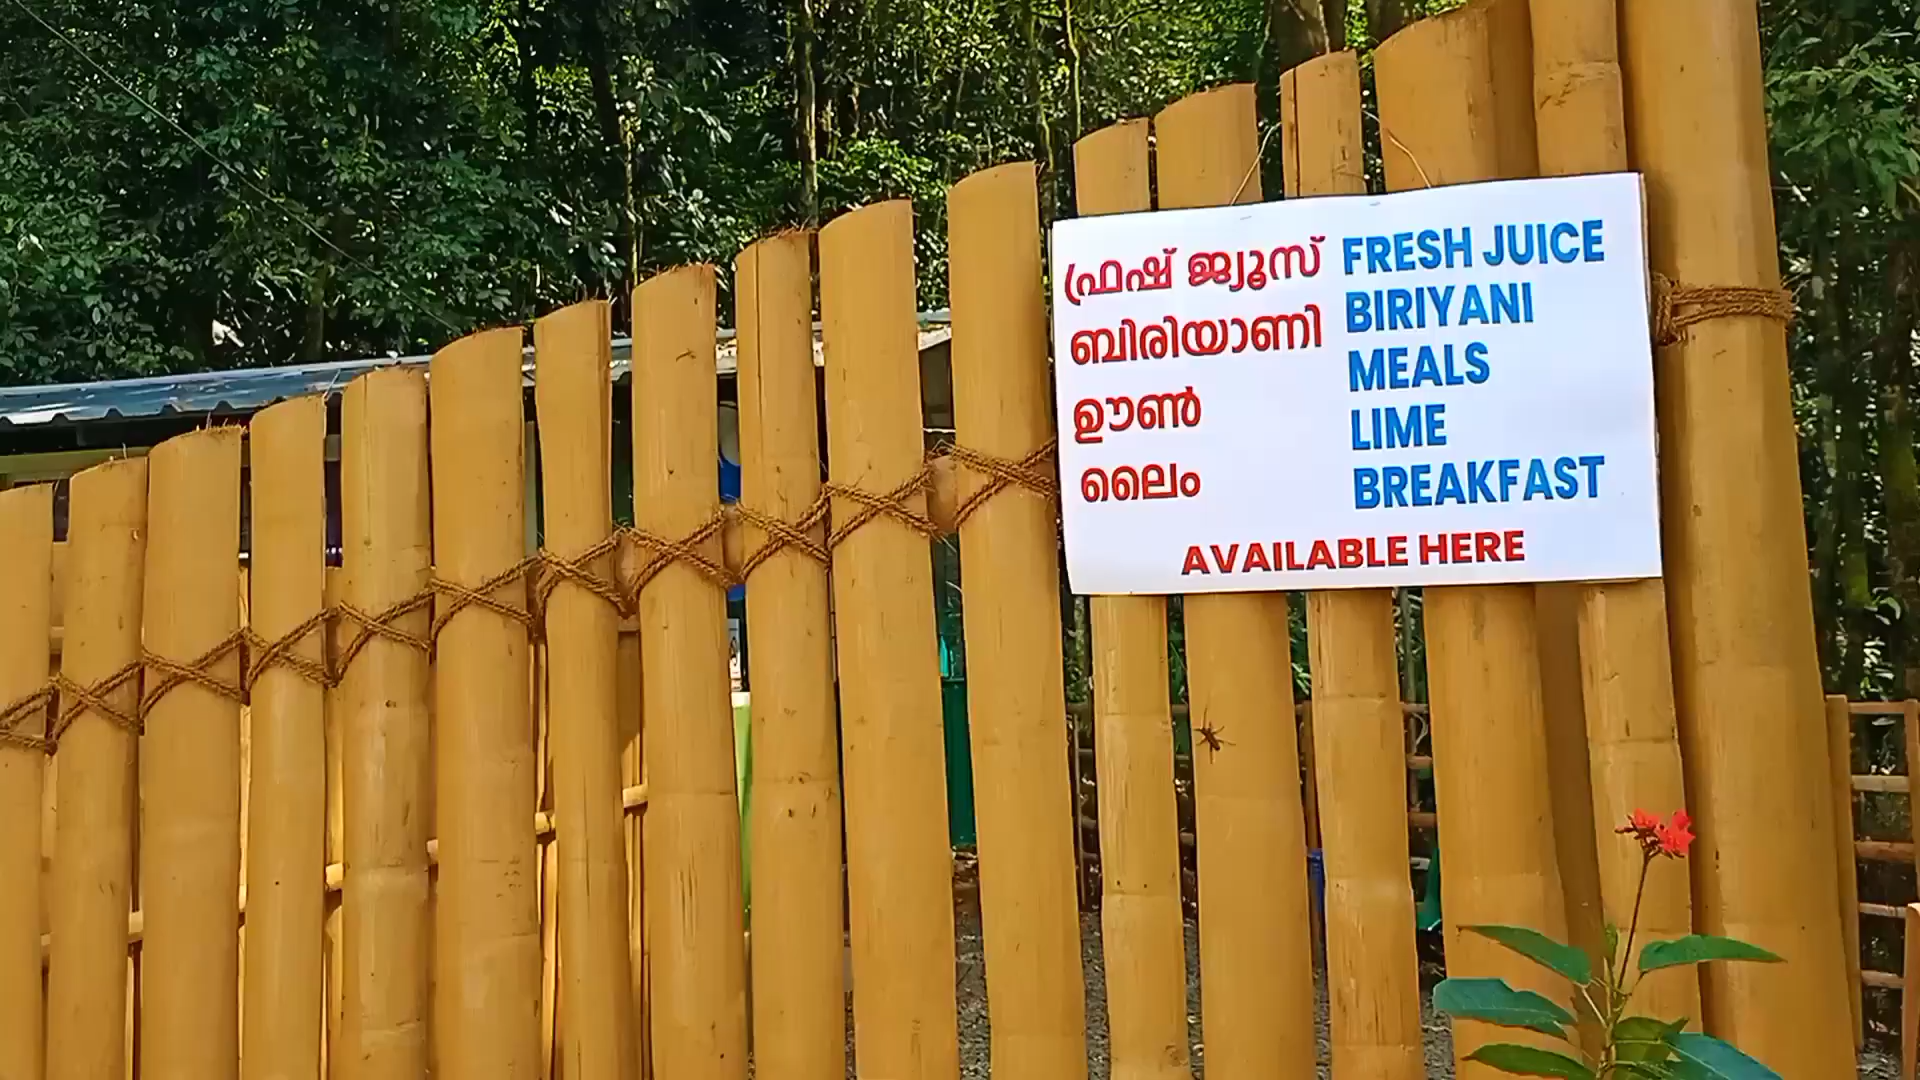 ഫ്രഷ് ജ്യൂസ് FRESH JUICE
ബിരിയാണി BIRIYANI
ഊൺ MEALS
ലൈം LIME
BREAKFAST
AVAILABLE HERE